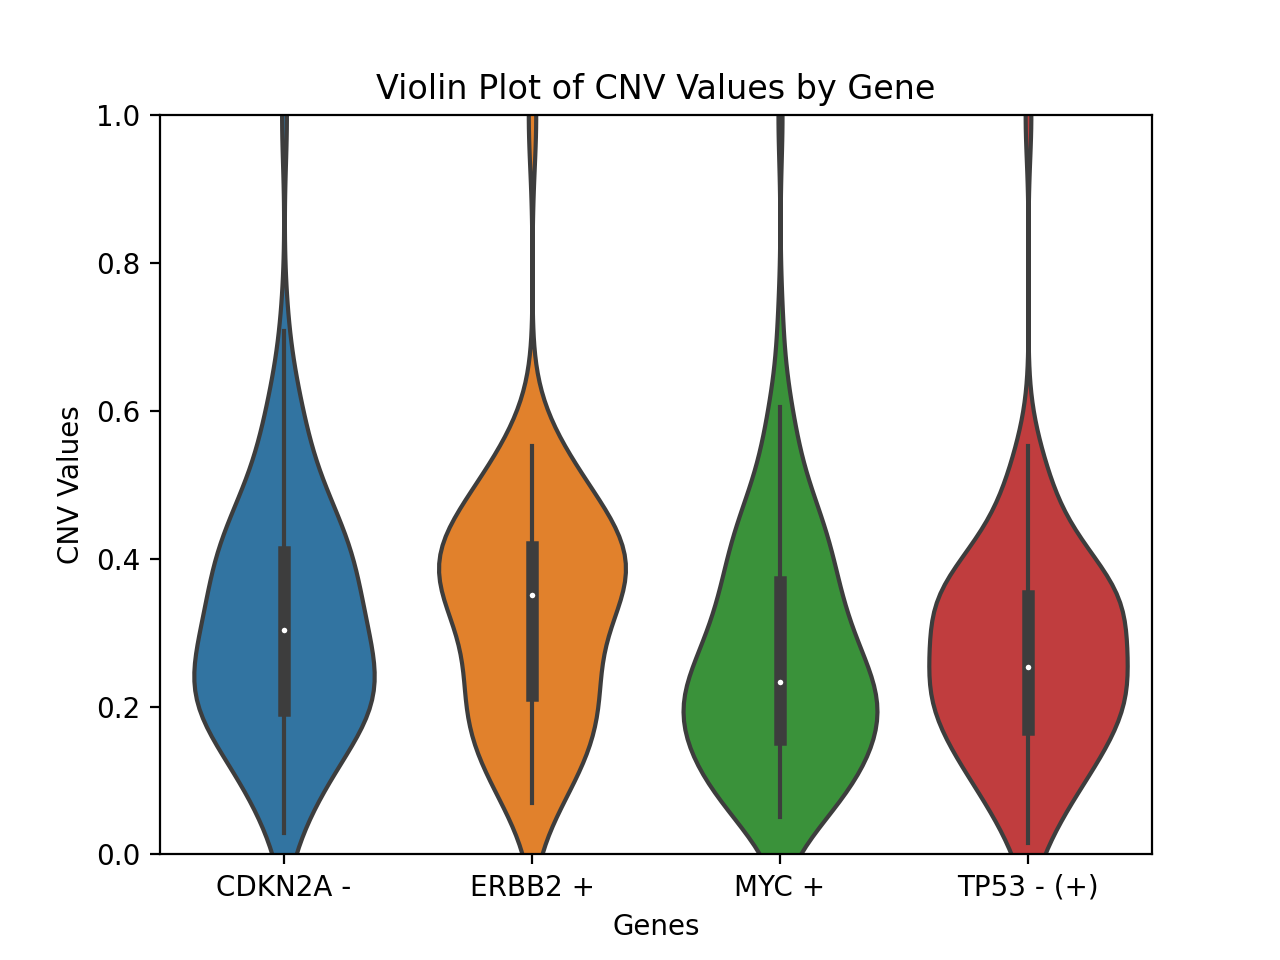 Violin Plot of CNV Values by Gene
1.0
0.8
0.6
0.4
0.2
0.0
CNV Values
CDKN2A -
ERBB2 +
MYC +
TP53 - (+)
Genes